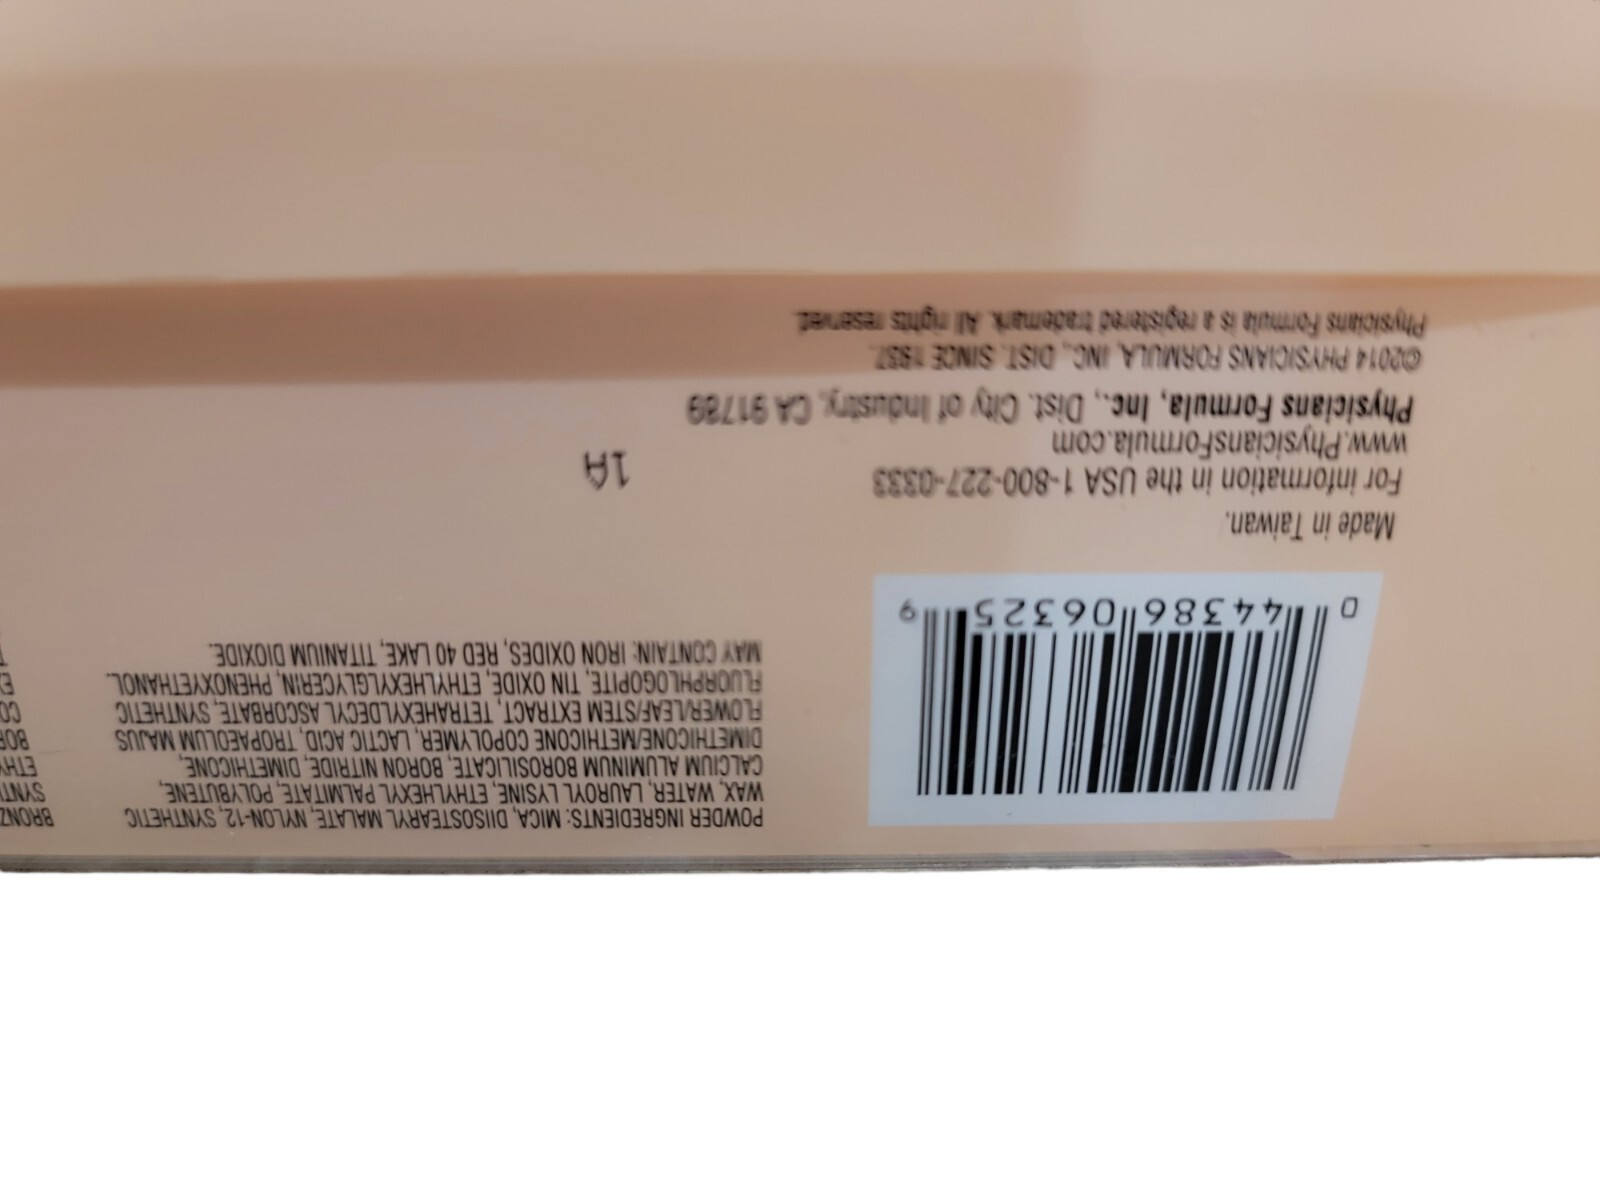 POWDER INGREDIENTS: MICA, DIISOSTEARYL MALATE, NYLON-12, SYNTHETIC
WAX, WATER, LAUROYL LYSINE, ETHYLHEXYL PALMITATE, POLYBUTENE,
CALCIUM ALUMINUM BOROSILICATE, BORON NITRIDE, DIMETHICONE,
DIMETHICONE/METHICONE COPOLYMER, LACTIC ACID, TROPAEOLUM MAJUS
FLOWER/LEAF/STEM EXTRACT, TETRAHEXYLDECYL ASCORBATE, SYNTHETIC
FLUORPHLOGOPITE, TIN OXIDE, ETHYLHEXYLGLYCERIN, PHENOXYETHANOL.
MAY CONTAIN: IRON OXIDES, RED 40 LAKE, TITANIUM DIOXIDE.
0 44386 06325 9
Made in Taiwan.
For information in the USA 1-800-227-0333
www.PhysiciansFormula.com
Physicians Formula, Inc., Dist. City of Industry, CA 91789
©2014 PHYSICIANS FORMULA, INC., DIST. SINCE 1937.
Physicians Formula is a registered trademark. All rights reserved.
1A